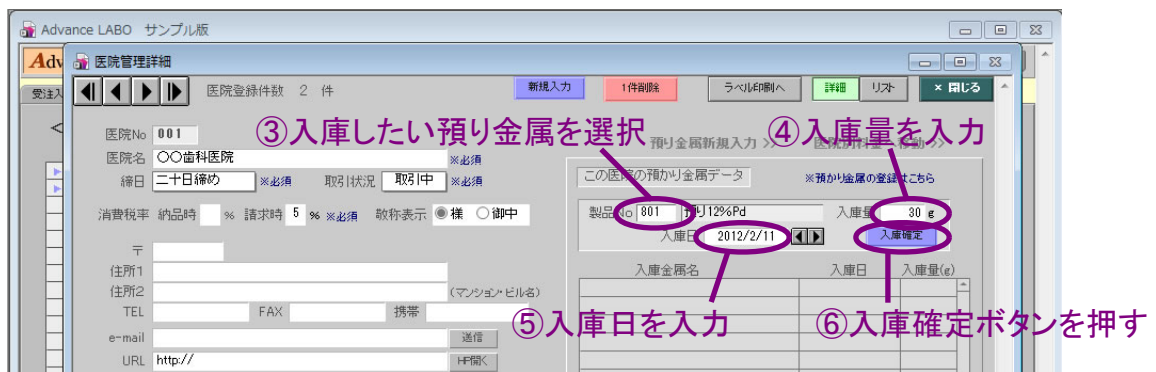 Advance LABO サンプル版
Adv
医院管理詳細
受注入
医院登録件数 2 件
新規入力
1件削除
ラベル印刷へ
詳細
リスト
× 閉じる
③入庫したい預り金属を選択
④入庫量を入力
医院No 001
預り金属新規入力 >>
医院別料金へ移動 >>
医院名 〇〇歯科医院
※必須
締日 二十日締め ※必須 取引状況 取引中 ※必須
この医院の預かり金属データ
※預かり金属の登録はこちら
消費税率 納品時 % 請求時 5 % ※必須 敬称表示 様 御中
製品No 801 預り12%Pd 入庫量 30 g
入庫日 2012/2/11
入庫確定
〒
住所1
入庫金属名 入庫日 入庫量(g)
住所2
(マンション・ビル名)
TEL FAX 携帯
⑤入庫日を入力
⑥入庫確定ボタンを押す
e-mail
送信
URL http://
HP開く